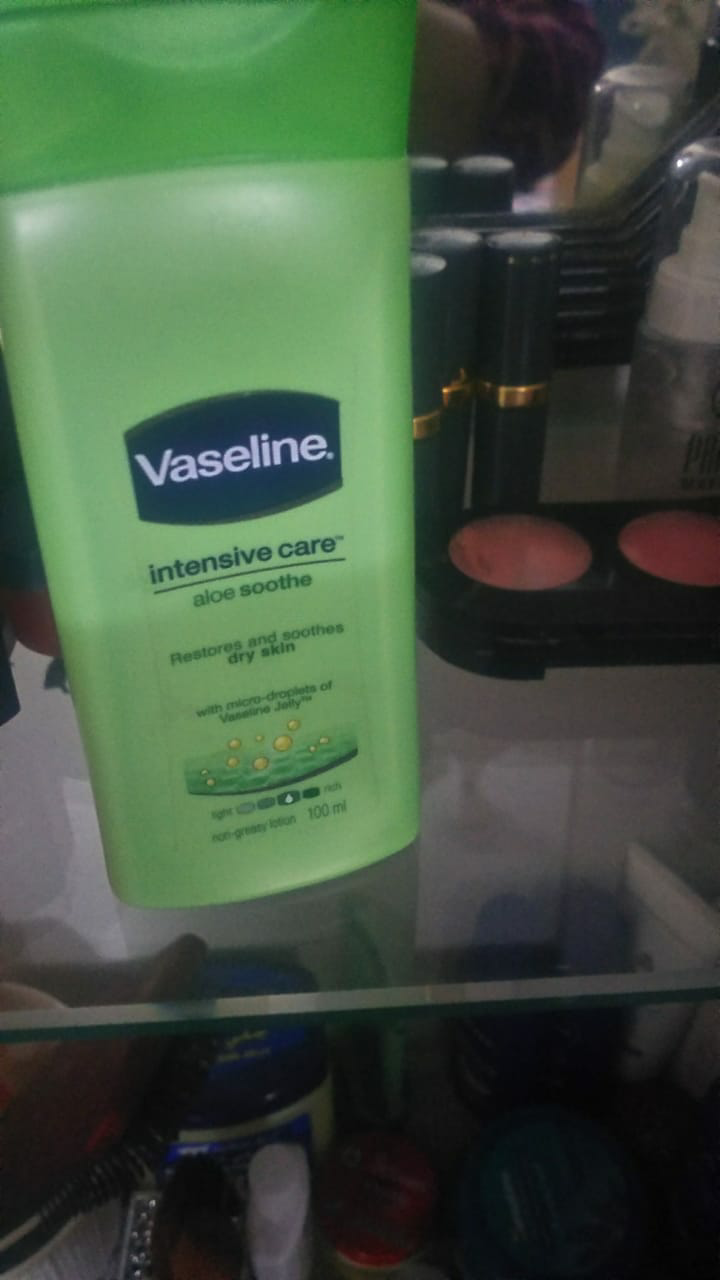 Vaseline.
intensive care™
aloe soothe
Restores and soothes
dry skin
with micro-droplets of
Vaseline Jelly™
light rich
non-greasy lotion 100 ml